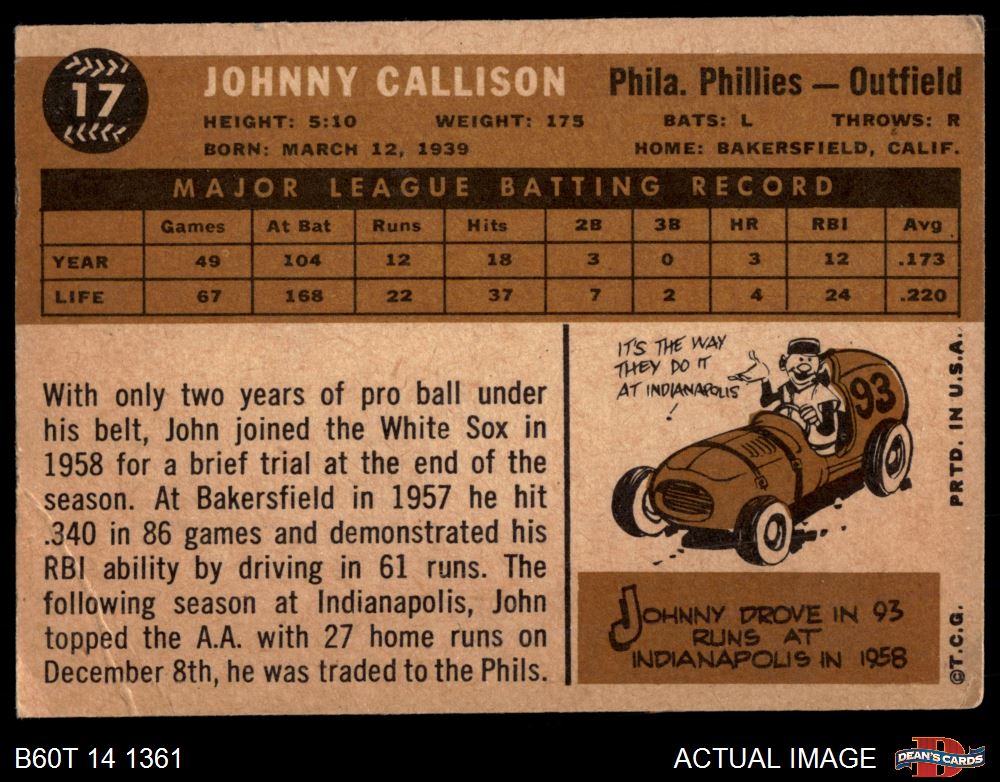 17
JOHNNY CALLISON
Phila. Phillies — Outfield
HEIGHT: 5:10 WEIGHT: 175 BATS: L THROWS: R
BORN: MARCH 12, 1939 HOME: BAKERSFIELD, CALIF.
MAJOR LEAGUE BATTING RECORD
Games At Bat Runs Hits 2B 3B HR RBI Avg.
YEAR 49 104 12 18 3 0 3 12 .173
LIFE 67 168 22 37 7 2 4 24 .220
With only two years of pro ball under
his belt, John joined the White Sox in
1958 for a brief trial at the end of the
season. At Bakersfield in 1957 he hit
.340 in 86 games and demonstrated his
RBI ability by driving in 61 runs. The
following season at Indianapolis, John
topped the A.A. with 27 home runs on
December 8th, he was traded to the Phils.
IT'S THE WAY
THEY DO IT
AT INDIANAPOLIS
!
93
JOHNNY DROVE IN 93
RUNS AT
INDIANAPOLIS IN 1958
©T.C.G. PRTD. IN U.S.A.
B60T 14 1361
ACTUAL IMAGE
D
DEAN'S CARDS